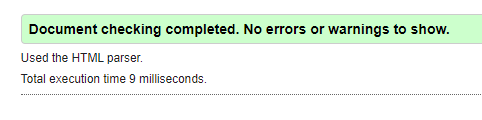 Document checking completed. No errors or warnings to show.
Used the HTML parser.
Total execution time 9 milliseconds.